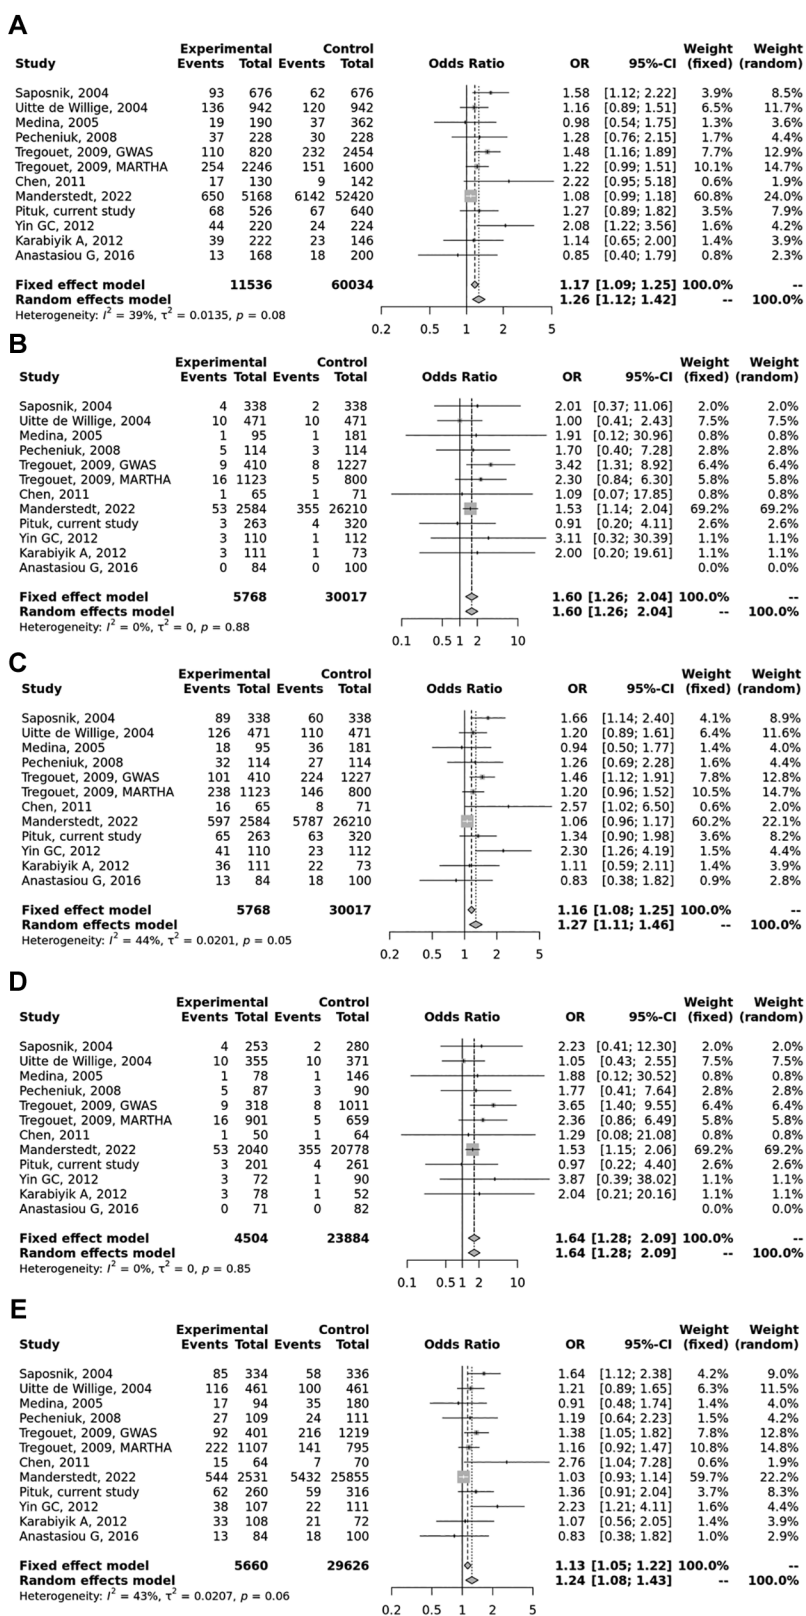 A
Experimental Control Weight Weight
Study Events Total Events Total Odds Ratio OR 95%-CI (fixed) (random)
Saposnik, 2004 93 676 62 676 1.58 [1.12; 2.22] 3.9% 8.5%
Uitte de Willige, 2004 136 942 120 942 1.16 [0.89; 1.51] 6.5% 11.7%
Medina, 2005 19 190 37 362 0.98 [0.54; 1.75] 1.3% 3.6%
Pecheniuk, 2008 37 228 30 228 1.28 [0.76; 2.15] 1.7% 4.4%
Tregouet, 2009, GWAS 110 820 232 2454 1.48 [1.16; 1.89] 7.7% 12.9%
Tregouet, 2009, MARTHA 254 2246 151 1600 1.22 [0.99; 1.51] 10.1% 14.7%
Chen, 2011 17 130 9 142 2.22 [0.95; 5.18] 0.6% 1.9%
Manderstedt, 2022 650 5168 6142 52420 1.08 [0.99; 1.18] 60.8% 24.0%
Pituk, current study 68 526 67 640 1.27 [0.89; 1.82] 3.5% 7.9%
Yin GC, 2012 44 220 24 224 2.08 [1.22; 3.56] 1.6% 4.2%
Karabiyik A, 2012 39 222 23 146 1.14 [0.65; 2.00] 1.4% 3.9%
Anastasiou G, 2016 13 168 18 200 0.85 [0.40; 1.79] 0.8% 2.3%
Fixed effect model 11536 60034 1.17 [1.09; 1.25] 100.0% --
Random effects model 1.26 [1.12; 1.42] -- 100.0%
Heterogeneity: I² = 39%, τ² = 0.0135, p = 0.08
0.2 0.5 1 2 5
B
Experimental Control Weight Weight
Study Events Total Events Total Odds Ratio OR 95%-CI (fixed) (random)
Saposnik, 2004 4 338 2 338 2.01 [0.37; 11.06] 2.0% 2.0%
Uitte de Willige, 2004 10 471 10 471 1.00 [0.41; 2.43] 7.5% 7.5%
Medina, 2005 1 95 1 181 1.91 [0.12; 30.96] 0.8% 0.8%
Pecheniuk, 2008 5 114 3 114 1.70 [0.40; 7.28] 2.8% 2.8%
Tregouet, 2009, GWAS 9 410 8 1227 3.42 [1.31; 8.92] 6.4% 6.4%
Tregouet, 2009, MARTHA 16 1123 5 800 2.30 [0.84; 6.30] 5.8% 5.8%
Chen, 2011 1 65 1 71 1.09 [0.07; 17.85] 0.8% 0.8%
Manderstedt, 2022 53 2584 355 26210 1.53 [1.14; 2.04] 69.2% 69.2%
Pituk, current study 3 263 4 320 0.91 [0.20; 4.11] 2.6% 2.6%
Yin GC, 2012 3 110 1 112 3.11 [0.32; 30.39] 1.1% 1.1%
Karabiyik A, 2012 3 111 1 73 2.00 [0.20; 19.61] 1.1% 1.1%
Anastasiou G, 2016 0 84 0 100 0.0% 0.0%
Fixed effect model 5768 30017 1.60 [1.26; 2.04] 100.0% --
Random effects model 1.60 [1.26; 2.04] -- 100.0%
Heterogeneity: I² = 0%, τ² = 0, p = 0.88
0.1 0.5 1 2 10
C
Experimental Control Weight Weight
Study Events Total Events Total Odds Ratio OR 95%-CI (fixed) (random)
Saposnik, 2004 89 338 60 338 1.66 [1.14; 2.40] 4.1% 8.9%
Uitte de Willige, 2004 126 471 110 471 1.20 [0.89; 1.61] 6.4% 11.6%
Medina, 2005 18 95 36 181 0.94 [0.50; 1.77] 1.4% 4.0%
Pecheniuk, 2008 32 114 27 114 1.26 [0.69; 2.28] 1.6% 4.4%
Tregouet, 2009, GWAS 101 410 224 1227 1.46 [1.12; 1.91] 7.8% 12.8%
Tregouet, 2009, MARTHA 238 1123 146 800 1.20 [0.96; 1.52] 10.5% 14.7%
Chen, 2011 16 65 8 71 2.57 [1.02; 6.50] 0.6% 2.0%
Manderstedt, 2022 597 2584 5787 26210 1.06 [0.96; 1.17] 60.2% 22.1%
Pituk, current study 65 263 63 320 1.34 [0.90; 1.98] 3.6% 8.2%
Yin GC, 2012 41 110 23 112 2.30 [1.26; 4.19] 1.5% 4.4%
Karabiyik A, 2012 36 111 22 73 1.11 [0.59; 2.11] 1.4% 3.9%
Anastasiou G, 2016 13 84 18 100 0.83 [0.38; 1.82] 0.9% 2.8%
Fixed effect model 5768 30017 1.16 [1.08; 1.25] 100.0% --
Random effects model 1.27 [1.11; 1.46] -- 100.0%
Heterogeneity: I² = 44%, τ² = 0.0201, p = 0.05
0.2 0.5 1 2 5
D
Experimental Control Weight Weight
Study Events Total Events Total Odds Ratio OR 95%-CI (fixed) (random)
Saposnik, 2004 4 253 2 280 2.23 [0.41; 12.30] 2.0% 2.0%
Uitte de Willige, 2004 10 355 10 371 1.05 [0.43; 2.55] 7.5% 7.5%
Medina, 2005 1 78 1 146 1.88 [0.12; 30.52] 0.8% 0.8%
Pecheniuk, 2008 5 87 3 90 1.77 [0.41; 7.64] 2.8% 2.8%
Tregouet, 2009, GWAS 9 318 8 1011 3.65 [1.40; 9.55] 6.4% 6.4%
Tregouet, 2009, MARTHA 16 901 5 659 2.36 [0.86; 6.49] 5.8% 5.8%
Chen, 2011 1 50 1 64 1.29 [0.08; 21.08] 0.8% 0.8%
Manderstedt, 2022 53 2040 355 20778 1.53 [1.15; 2.06] 69.2% 69.2%
Pituk, current study 3 201 4 261 0.97 [0.22; 4.40] 2.6% 2.6%
Yin GC, 2012 3 72 1 90 3.87 [0.39; 38.02] 1.1% 1.1%
Karabiyik A, 2012 3 78 1 52 2.04 [0.21; 20.16] 1.1% 1.1%
Anastasiou G, 2016 0 71 0 82 0.0% 0.0%
Fixed effect model 4504 23884 1.64 [1.28; 2.09] 100.0% --
Random effects model 1.64 [1.28; 2.09] -- 100.0%
Heterogeneity: I² = 0%, τ² = 0, p = 0.85
0.1 0.5 1 2 10
E
Experimental Control Weight Weight
Study Events Total Events Total Odds Ratio OR 95%-CI (fixed) (random)
Saposnik, 2004 85 334 58 336 1.64 [1.12; 2.38] 4.2% 9.0%
Uitte de Willige, 2004 116 461 100 461 1.21 [0.89; 1.65] 6.3% 11.5%
Medina, 2005 17 94 35 180 0.91 [0.48; 1.74] 1.4% 4.0%
Pecheniuk, 2008 27 109 24 111 1.19 [0.64; 2.23] 1.5% 4.2%
Tregouet, 2009, GWAS 92 401 216 1219 1.38 [1.05; 1.82] 7.8% 12.8%
Tregouet, 2009, MARTHA 222 1107 141 795 1.16 [0.92; 1.47] 10.8% 14.8%
Chen, 2011 15 64 7 70 2.76 [1.04; 7.28] 0.6% 1.9%
Manderstedt, 2022 544 2531 5432 25855 1.03 [0.93; 1.14] 59.7% 22.2%
Pituk, current study 62 260 59 316 1.36 [0.91; 2.04] 3.7% 8.3%
Yin GC, 2012 38 107 22 111 2.23 [1.21; 4.11] 1.6% 4.4%
Karabiyik A, 2012 33 108 21 72 1.07 [0.56; 2.05] 1.4% 3.9%
Anastasiou G, 2016 13 84 18 100 0.83 [0.38; 1.82] 1.0% 2.9%
Fixed effect model 5660 29626 1.13 [1.05; 1.22] 100.0% --
Random effects model 1.24 [1.08; 1.43] -- 100.0%
Heterogeneity: I² = 43%, τ² = 0.0207, p = 0.06
0.2 0.5 1 2 5